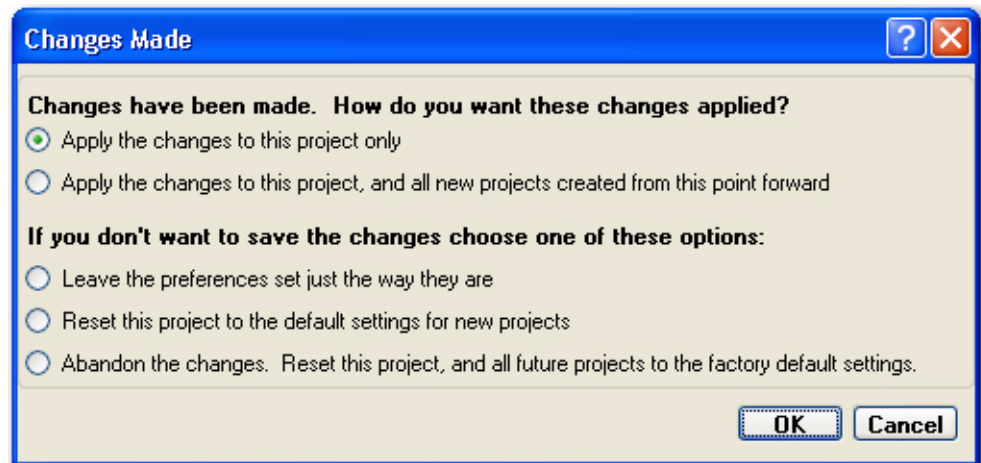 Changes Made
Changes have been made. How do you want these changes applied?
Apply the changes to this project only
Apply the changes to this project, and all new projects created from this point forward
If you don't want to save the changes choose one of these options:
Leave the preferences set just the way they are
Reset this project to the default settings for new projects
Abandon the changes. Reset this project, and all future projects to the factory default settings.
OK Cancel